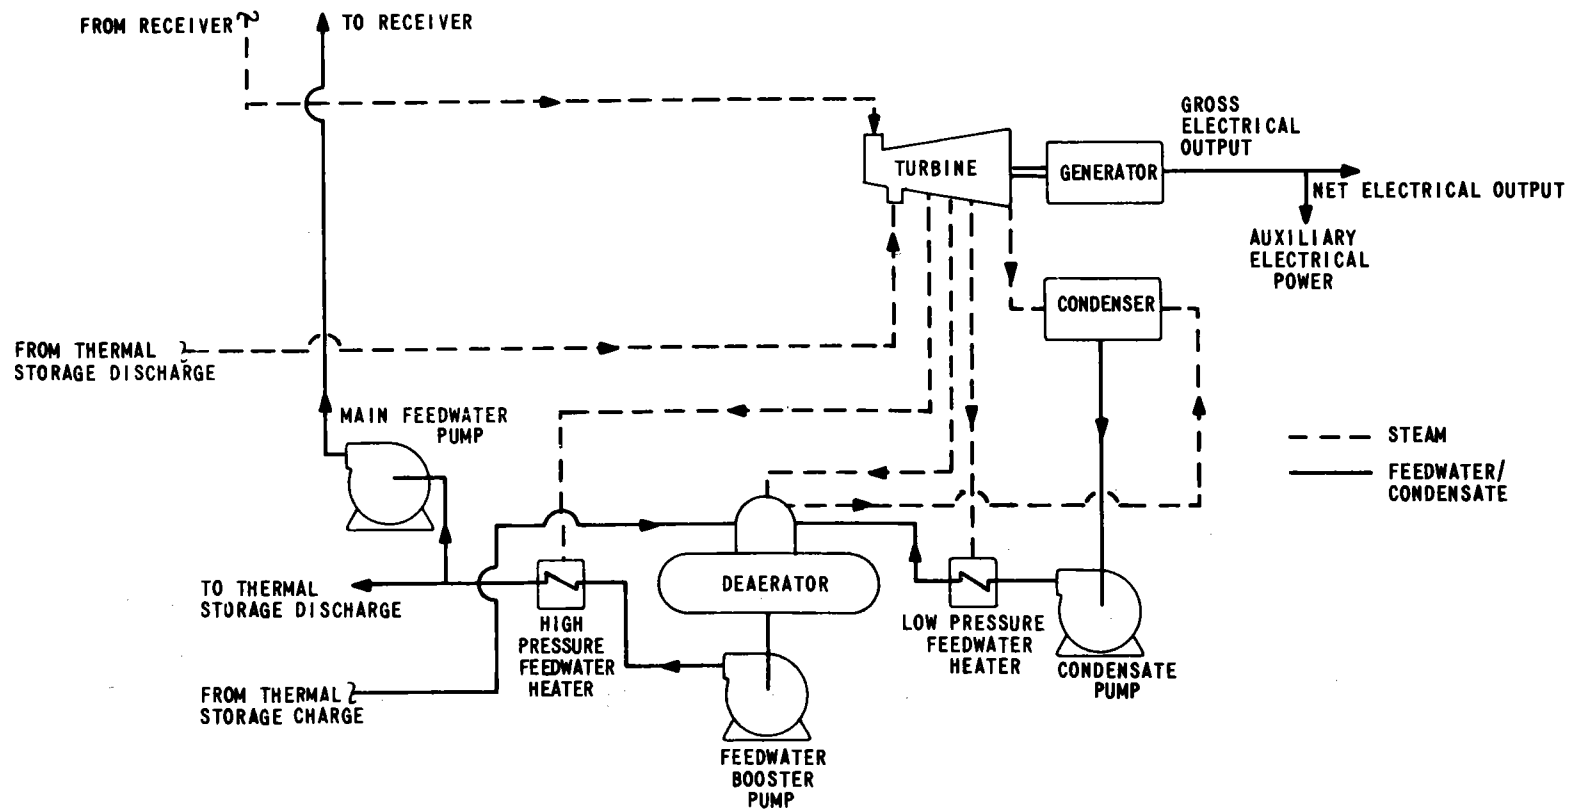 FROM RECEIVER
TO RECEIVER
GROSS
ELECTRICAL
OUTPUT
TURBINE
GENERATOR
NET ELECTRICAL OUTPUT
AUXILIARY
ELECTRICAL
POWER
CONDENSER
FROM THERMAL
STORAGE DISCHARGE
MAIN FEEDWATER
PUMP
STEAM
FEEDWATER/
CONDENSATE
TO THERMAL
STORAGE DISCHARGE
DEAERATOR
HIGH
PRESSURE
FEEDWATER
HEATER
LOW PRESSURE
FEEDWATER
HEATER
CONDENSATE
PUMP
FROM THERMAL
STORAGE CHARGE
FEEDWATER
BOOSTER
PUMP